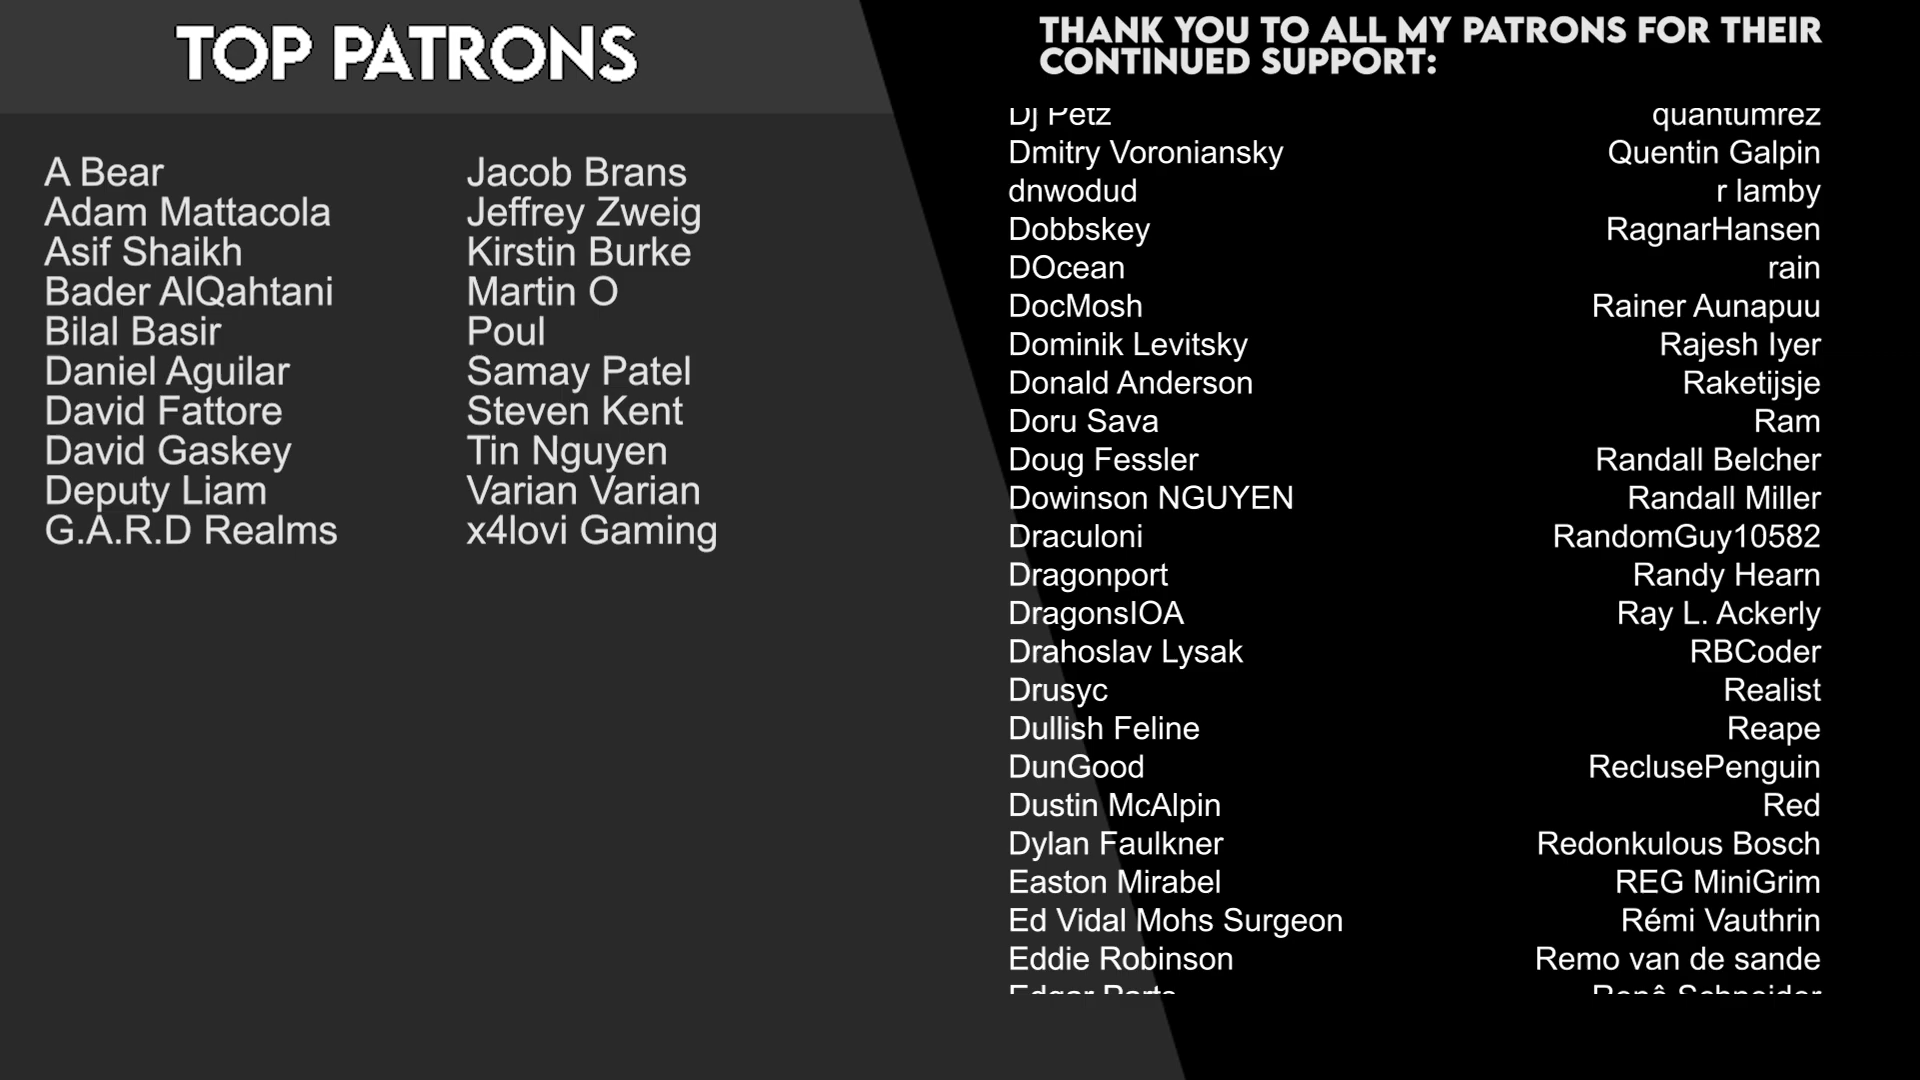 TOP PATRONS
A Bear
Adam Mattacola
Asif Shaikh
Bader AlQahtani
Bilal Basir
Daniel Aguilar
David Fattore
David Gaskey
Deputy Liam
G.A.R.D Realms
Jacob Brans
Jeffrey Zweig
Kirstin Burke
Martin O
Poul
Samay Patel
Steven Kent
Tin Nguyen
Varian Varian
x4lovi Gaming
THANK YOU TO ALL MY PATRONS FOR THEIR
CONTINUED SUPPORT:
Dj Petz
Dmitry Voroniansky
dnwodud
Dobbskey
DOcean
DocMosh
Dominik Levitsky
Donald Anderson
Doru Sava
Doug Fessler
Dowinson NGUYEN
Draculoni
Dragonport
DragonsIOA
Drahoslav Lysak
Drusyc
Dullish Feline
DunGood
Dustin McAlpin
Dylan Faulkner
Easton Mirabel
Ed Vidal Mohs Surgeon
Eddie Robinson
Edgar
quantumrez
Quentin Galpin
r lamby
RagnarHansen
rain
Rainer Aunapuu
Rajesh Iyer
Raketijsje
Ram
Randall Belcher
Randall Miller
RandomGuy10582
Randy Hearn
Ray L. Ackerly
RBCoder
Realist
Reape
ReclusePenguin
Red
Redonkulous Bosch
REG MiniGrim
Rémi Vauthrin
Remo van de sande
Schneider